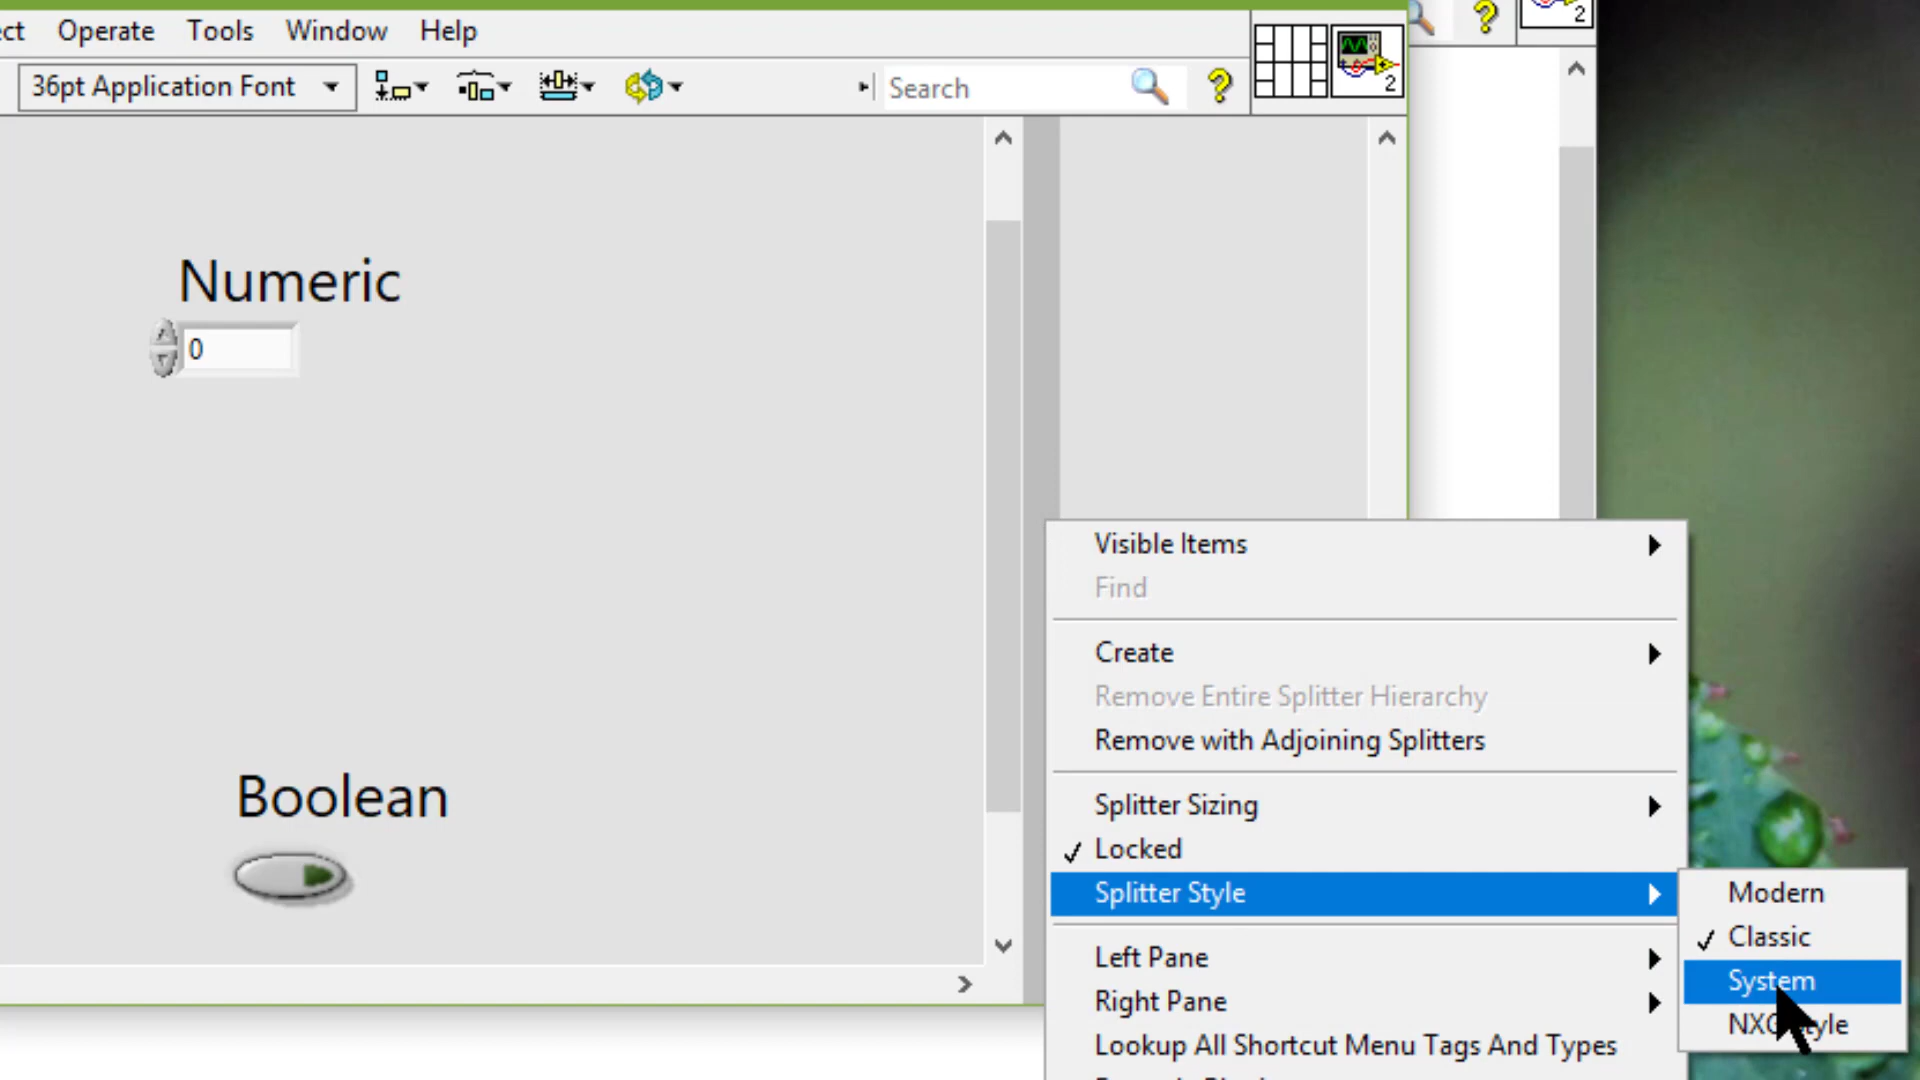 ct Operate Tools Window Help
2
36pt Application Font
Search
2
Numeric
0
Visible Items
Find
Create
Remove Entire Splitter Hierarchy
Remove with Adjoining Splitters
Boolean
Splitter Sizing
Locked
Splitter Style
Modern
Classic
System
Left Pane
Right Pane
Lookup All Shortcut Menu Tags And Types